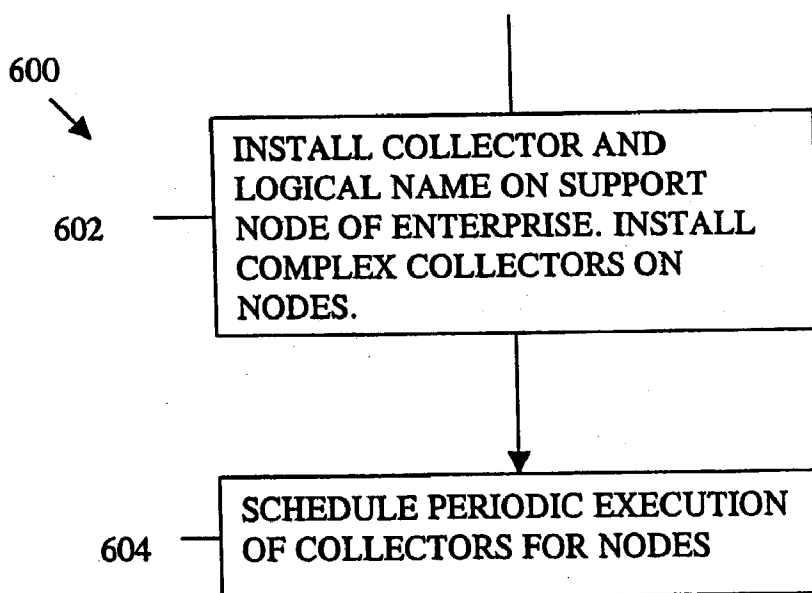 600
INSTALL COLLECTOR AND
LOGICAL NAME ON SUPPORT
NODE OF ENTERPRISE. INSTALL
COMPLEX COLLECTORS ON
NODES.
602
SCHEDULE PERIODIC EXECUTION
OF COLLECTORS FOR NODES
604